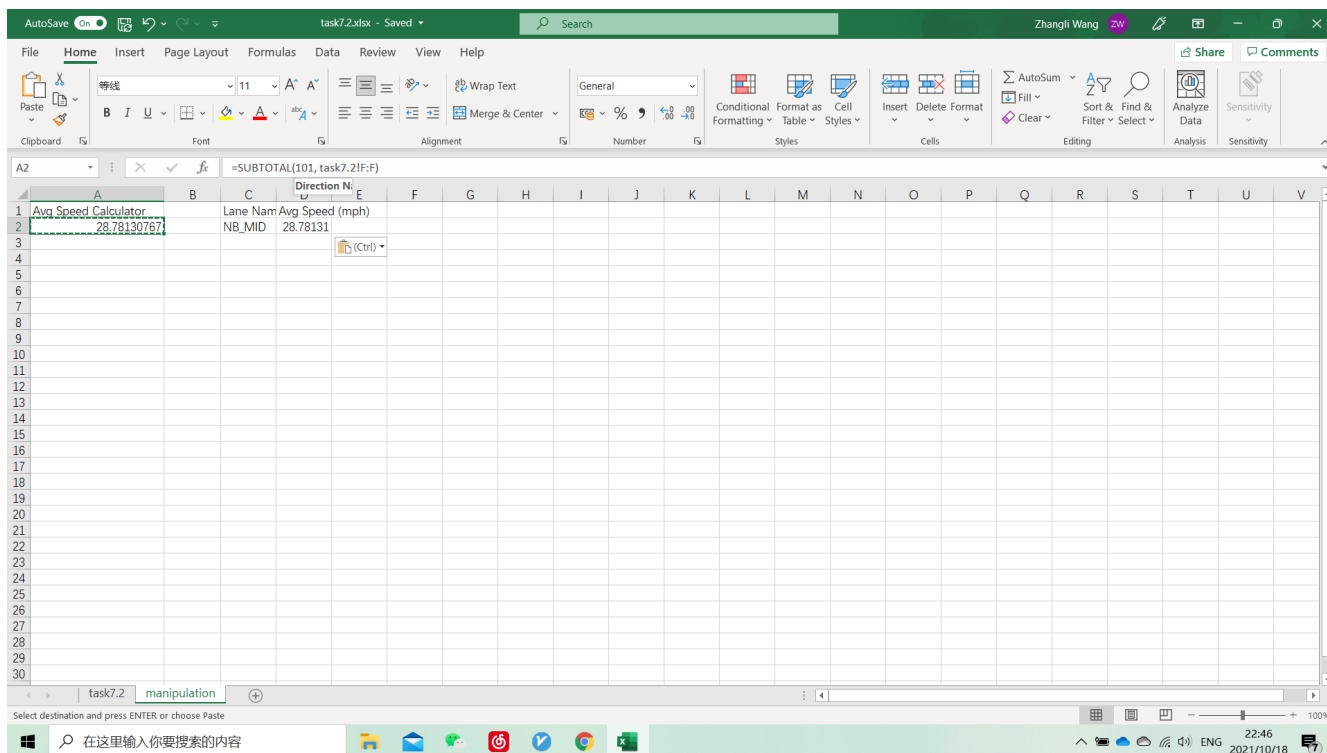 AutoSave On task7.2.xlsx - Saved Search Zhangli Wang ZW
File Home Insert Page Layout Formulas Data Review View Help Share Comments
Paste 等线 11 A^ A˅ Wrap Text General Conditional Formatting Format as Table Cell Styles Insert Delete Format AutoSum Fill Clear Sort & Filter Find & Select Analyze Data Sensitivity
B I U A abc A Merge & Center % 9 .00 .0
Clipboard Font Alignment Number Styles Cells Editing Analysis Sensitivity
A2 fx =SUBTOTAL(101, task7.2!F:F)
Direction N
A B C E F G H I J K L M N O P Q R S T U V
1 Avg Speed Calculator Lane Nam Avg Speed (mph)
2 28.78130767 NB_MID 28.78131
3 (Ctrl)
4
5
6
7
8
9
10
11
12
13
14
15
16
17
18
19
20
21
22
23
24
25
26
27
28
29
30
task7.2 manipulation
Select destination and press ENTER or choose Paste 100%
在这里输入你要搜索的内容 ENG 22:46
2021/10/18